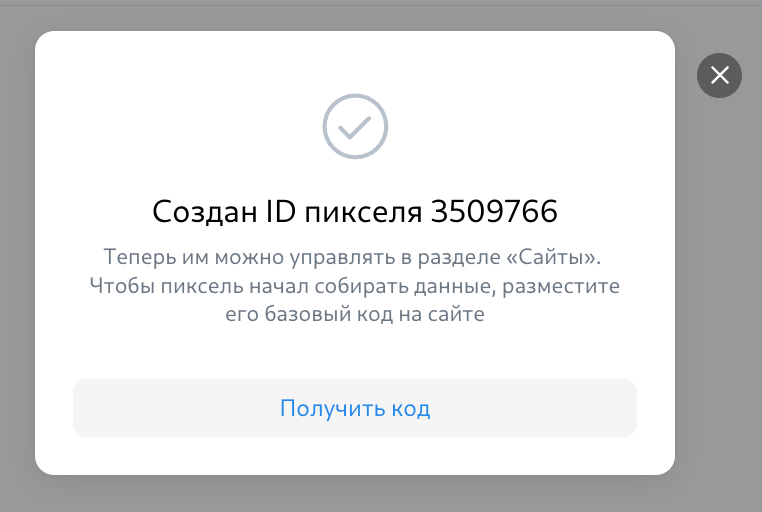 Создан ID пикселя 3509766
Теперь им можно управлять в разделе «Сайты».
Чтобы пиксель начал собирать данные, разместите
его базовый код на сайте
Получить код